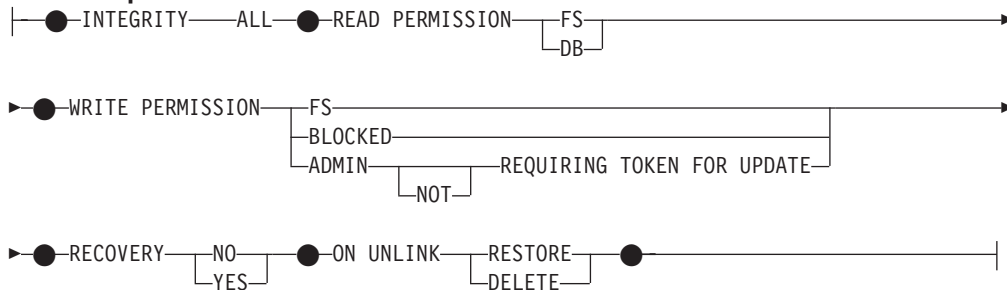 INTEGRITY ALL READ PERMISSION FS
DB
WRITE PERMISSION FS
BLOCKED
ADMIN REQUIRING TOKEN FOR UPDATE
NOT
RECOVERY NO ON UNLINK RESTORE
YES DELETE